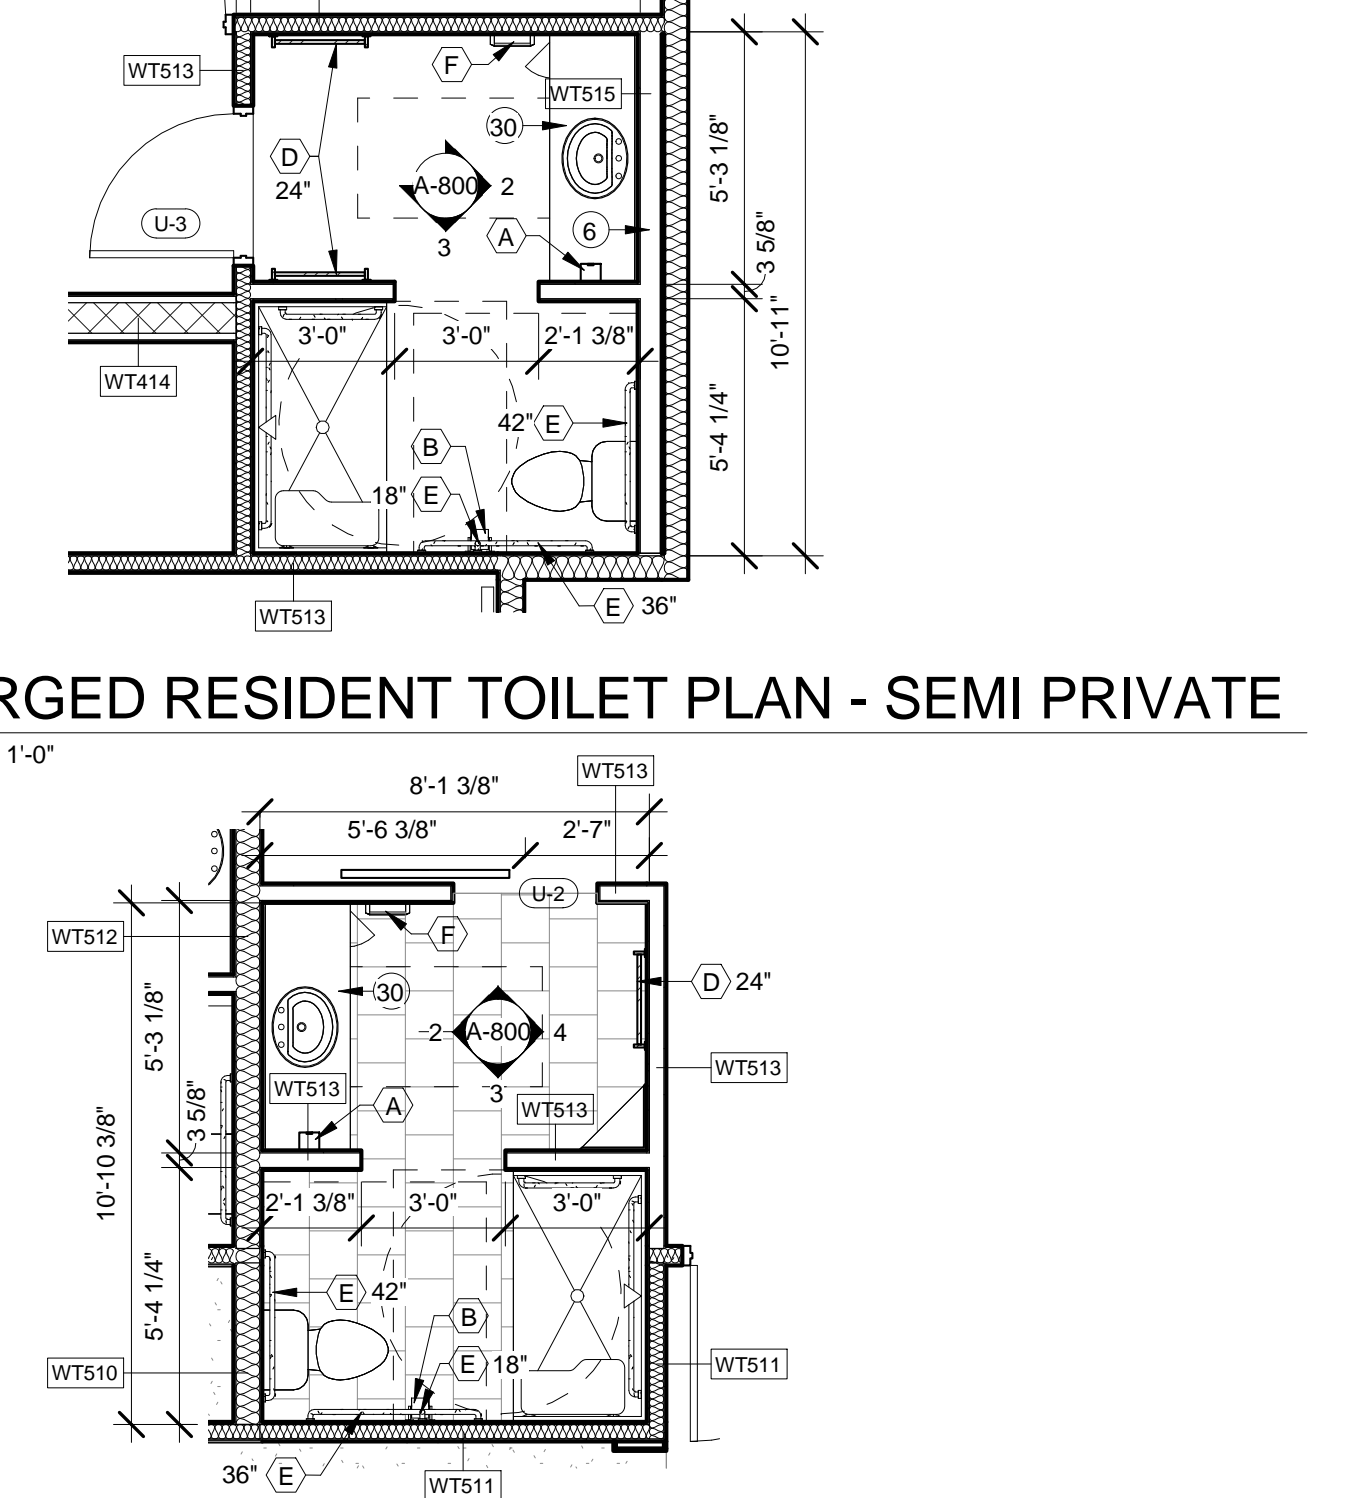 WT513
F
WT515
30
D
24"
A-800
2
3
U-3
A
6
5'-3 1/8"
3 5/8"
10'-11"
5'-4 1/4"
3'-0"
3'-0"
2'-1 3/8"
WT414
42"
E
B
18"
E
WT513
E
36"
RGED RESIDENT TOILET PLAN - SEMI PRIVATE
1'-0"
WT513
8'-1 3/8"
5'-6 3/8"
2'-7"
U-2
WT512
F
30
D
24"
2
A-800
4
3
5'-3 1/8"
3 5/8"
10'-10 3/8"
5'-4 1/4"
WT513
A
WT513
WT513
2'-1 3/8"
3'-0"
3'-0"
E
42"
B
E
18"
WT510
WT511
36"
E
WT511